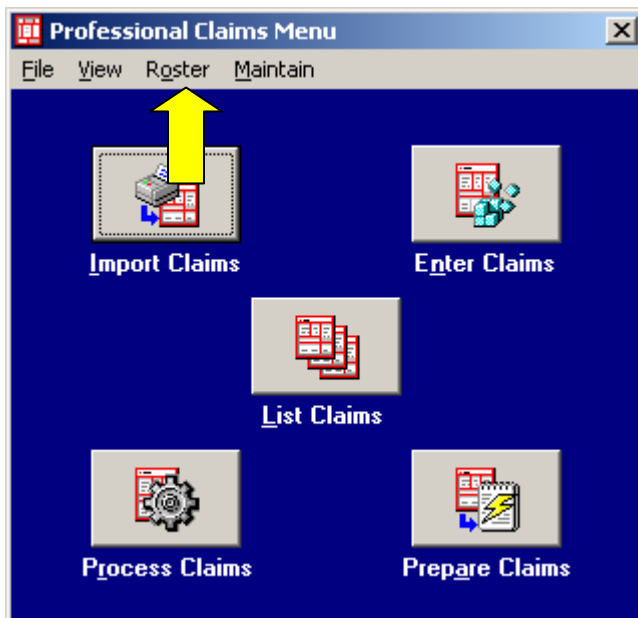 Professional Claims Menu
File View Roster Maintain
Import Claims
Enter Claims
List Claims
Process Claims
Prepare Claims